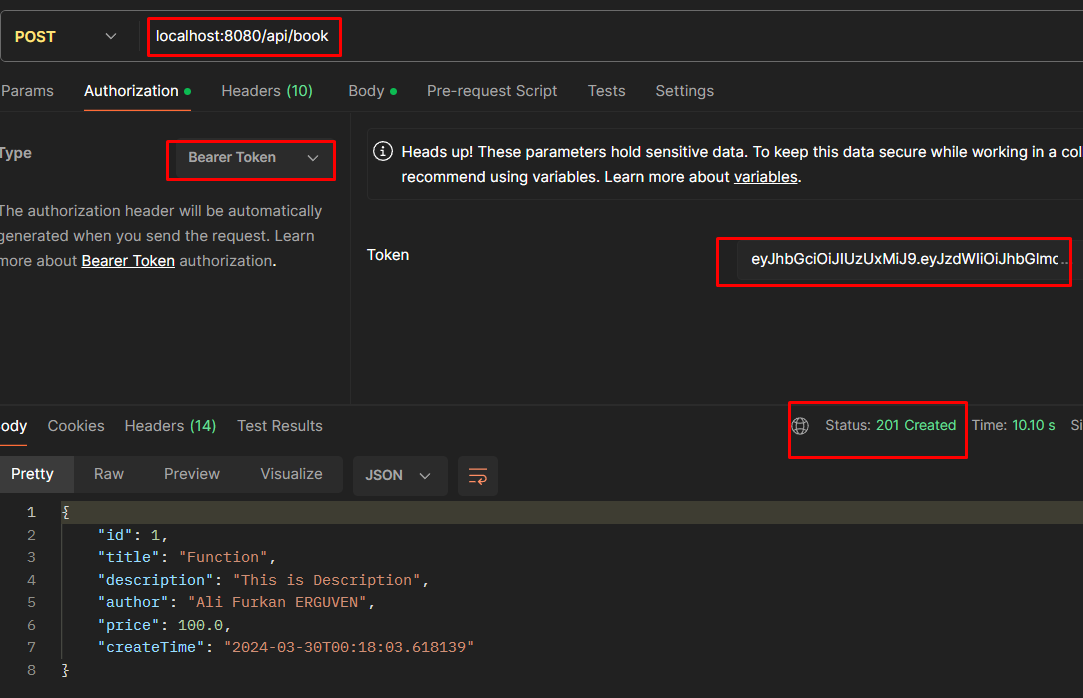 POST localhost:8080/api/book
Params Authorization Headers (10) Body Pre-request Script Tests Settings
Type Bearer Token
Heads up! These parameters hold sensitive data. To keep this data secure while working in a col
recommend using variables. Learn more about variables.
The authorization header will be automatically
generated when you send the request. Learn
more about Bearer Token authorization.
Token eyJhbGciOiJIUzUxMiJ9.eyJzdWIiOiJhbGlmc...
ody Cookies Headers (14) Test Results Status: 201 Created Time: 10.10 s Si
Pretty Raw Preview Visualize JSON
1 {
2 "id": 1,
3 "title": "Function",
4 "description": "This is Description",
5 "author": "Ali Furkan ERGUVEN",
6 "price": 100.0,
7 "createTime": "2024-03-30T00:18:03.618139"
8 }